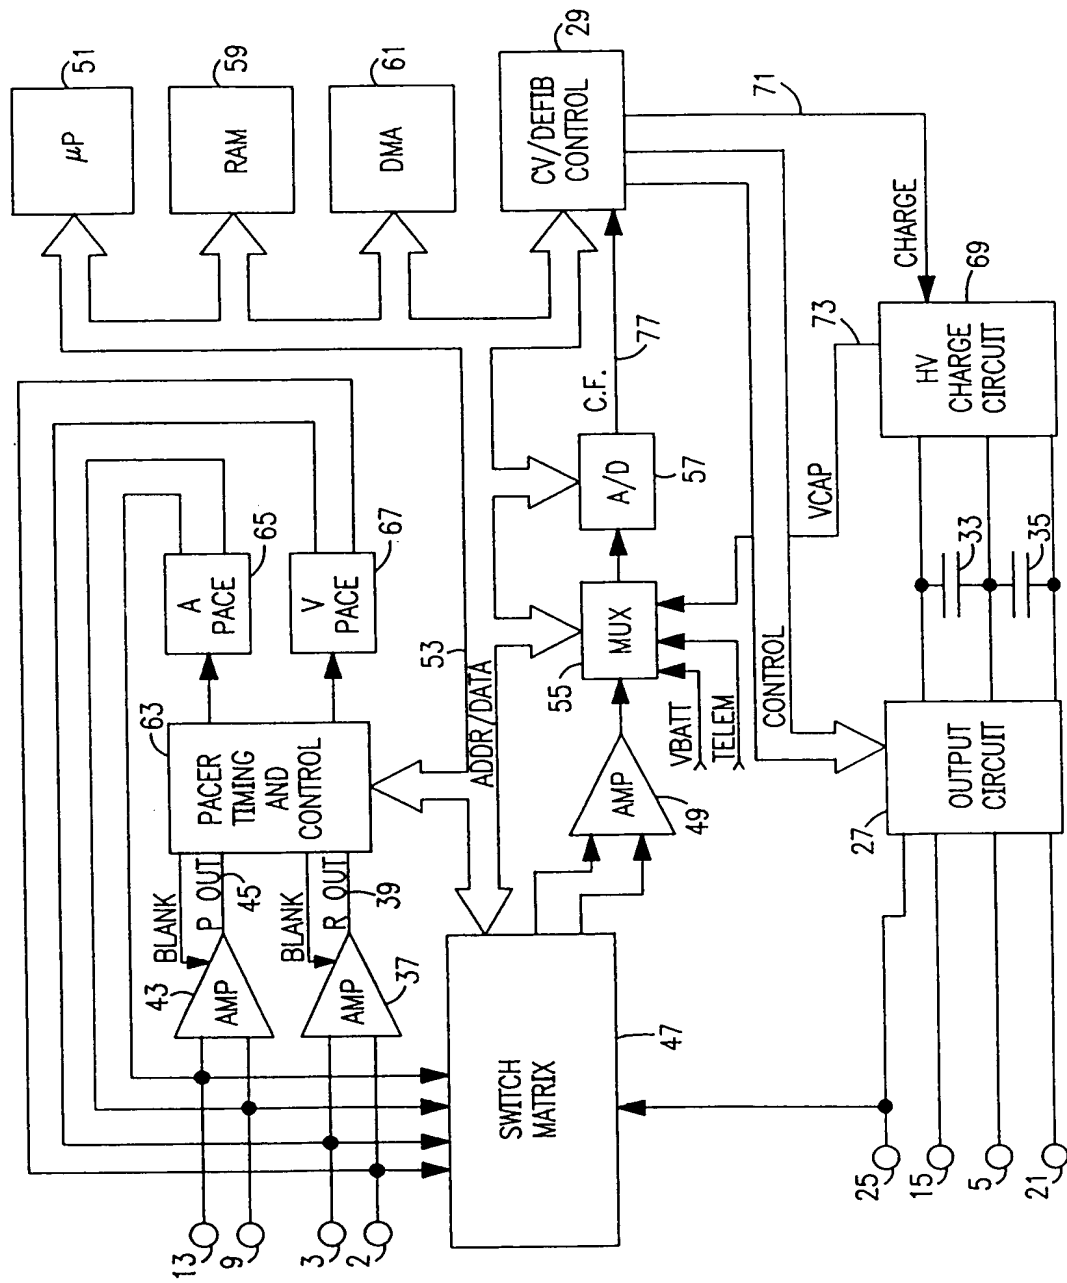 μP
51
RAM
59
DMA
61
CV/DEFIB
CONTROL
29
71
CHARGE
HV
CHARGE
CIRCUIT
69
73
VCAP
C.F.
77
A/D
57
MUX
55
VBATT
TELEM
CONTROL
AMP
49
53
ADDR/DATA
A
PACE
65
V
PACE
67
PACER
TIMING
AND
CONTROL
63
BLANK
P OUT
45
BLANK
R OUT
39
AMP
43
AMP
37
SWITCH
MATRIX
47
OUTPUT
CIRCUIT
27
33
35
13
9
3
2
25
15
5
21